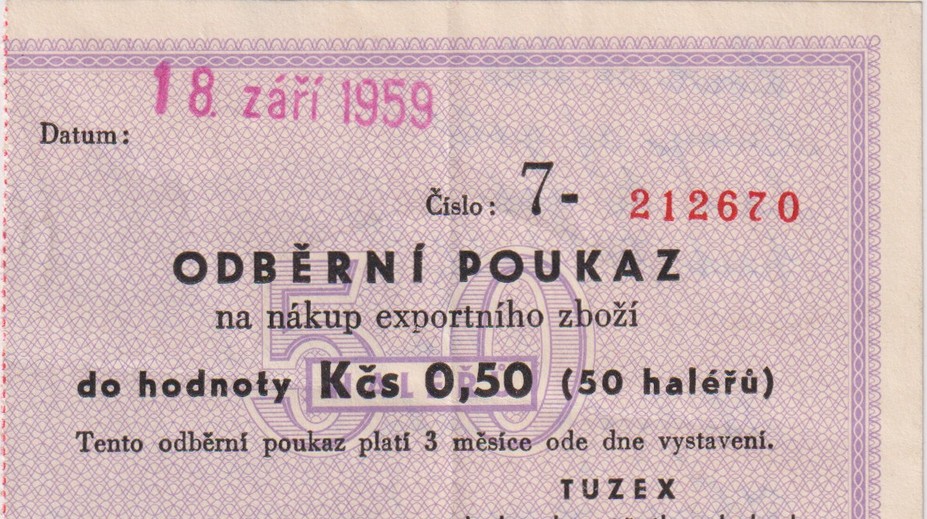 18. září 1959
Datum:
Číslo: 7- 212670
ODBĚRNÍ POUKAZ
na nákup exportního zboží
do hodnoty Kčs 0,50 (50 haléřů)
Tento odběrní poukaz platí 3 měsíce ode dne vystavení.
TUZEX